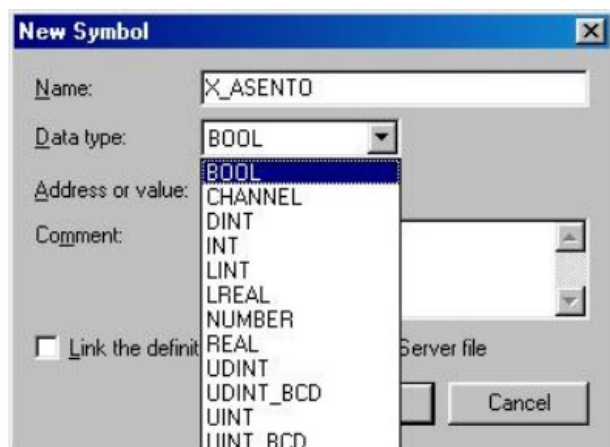 New Symbol
Name: X_ASENTO
Data type: BOOL
BOOL
Address or value: CHANNEL
DINT
Comment: INT
LINT
LREAL
NUMBER
Link the REAL Server file
UDINT
UDINT_BCD Cancel
UINT
UINT_BCD